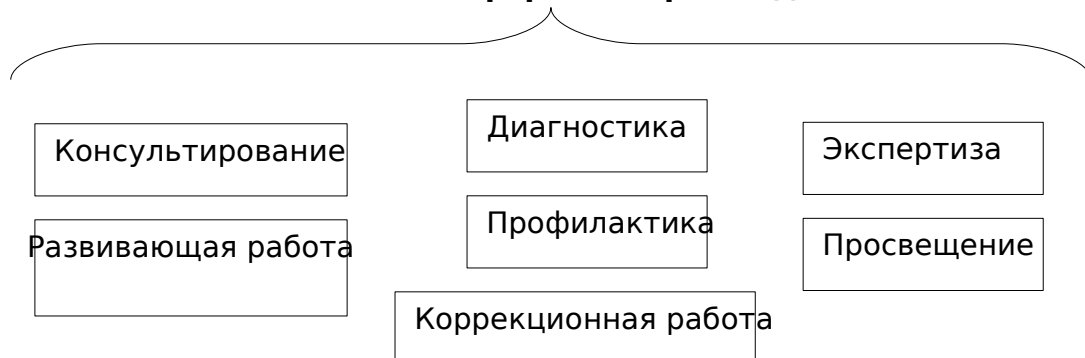 Консультирование
Диагностика
Экспертиза
Развивающая работа
Профилактика
Просвещение
Коррекционная работа